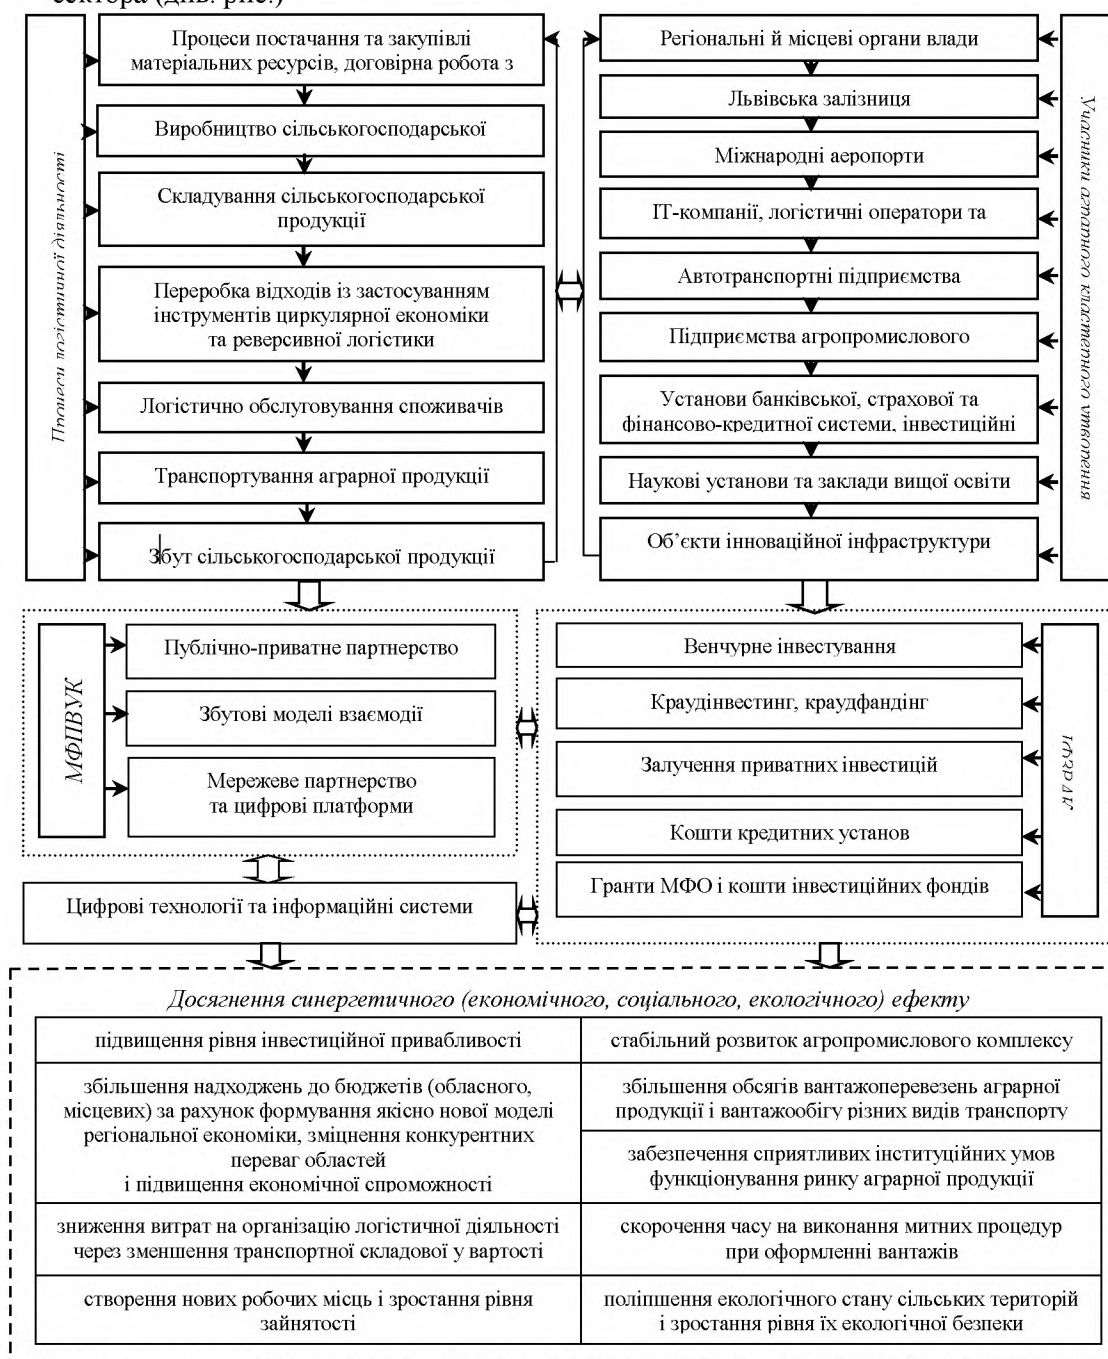 сектора (див. рис.)
Процеси логістичної діяльності
Процеси постачання та закупівлі
матеріальних ресурсів, договірна робота з
Виробництво сільськогосподарської
Складування сільськогосподарської
продукції
Переробка відходів із застосуванням
інструментів циркулярної економіки
та реверсивної логістики
Логістично обслуговування споживачів
Транспортування аграрної продукції
Збут сільськогосподарської продукції
Регіональні й місцеві органи влади
Львівська залізниця
Міжнародні аеропорти
ІТ-компанії, логістичні оператори та
Автотранспортні підприємства
Підприємства агропромислового
Установи банківської, страхової та
фінансово-кредитної системи, інвестиційні
Наукові установи та заклади вищої освіти
Об’єкти інноваційної інфраструктури
Учасники аграрного кластерного утворення
МФПВУК
Публічно-приватне партнерство
Збутові моделі взаємодії
Мережеве партнерство
та цифрові платформи
Цифрові технології та інформаційні системи
Венчурне інвестування
Краудінвестинг, краудфандінг
Залучення приватних інвестицій
Кошти кредитних установ
Гранти МФО і кошти інвестиційних фондів
Досягнення синергетичного (економічного, соціального, екологічного) ефекту
підвищення рівня інвестиційної привабливості
збільшення надходжень до бюджетів (обласного,
місцевих) за рахунок формування якісно нової моделі
регіональної економіки, зміцнення конкурентних
переваг областей
і підвищення економічної спроможності
зниження витрат на організацію логістичної діяльності
через зменшення транспортної складової у вартості
створення нових робочих місць і зростання рівня
зайнятості
стабільний розвиток агропромислового комплексу
збільшення обсягів вантажоперевезень аграрної
продукції і вантажообігу різних видів транспорту
забезпечення сприятливих інституційних умов
функціонування ринку аграрної продукції
скорочення часу на виконання митних процедур
при оформленні вантажів
поліпшення екологічного стану сільських територій
і зростання рівня їх екологічної безпеки